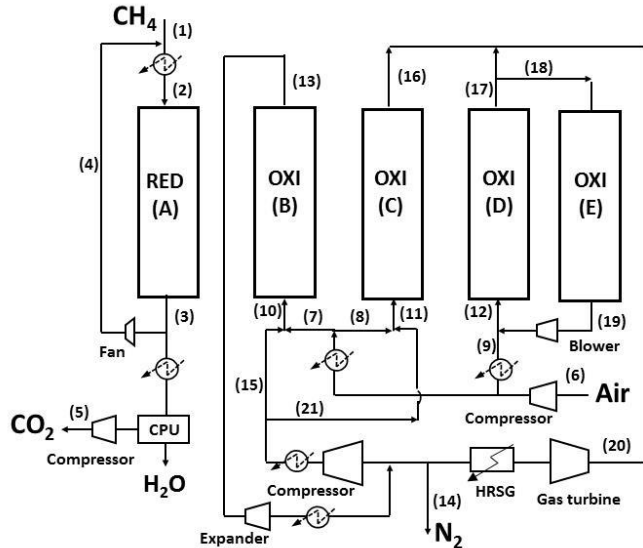 CH4
(1)
(2)
(13)
(16)
(17)
(18)
(4)
RED
(A)
OXI
(B)
OXI
(C)
OXI
(D)
OXI
(E)
(3)
(10)
(7)
(8)
(11)
(12)
(19)
Fan
(9)
Blower
(15)
(6)
Air
(21)
Compressor
(5)
CO2
CPU
(20)
Compressor
H2O
Compressor
HRSG
Gas turbine
(14)
Expander
N2